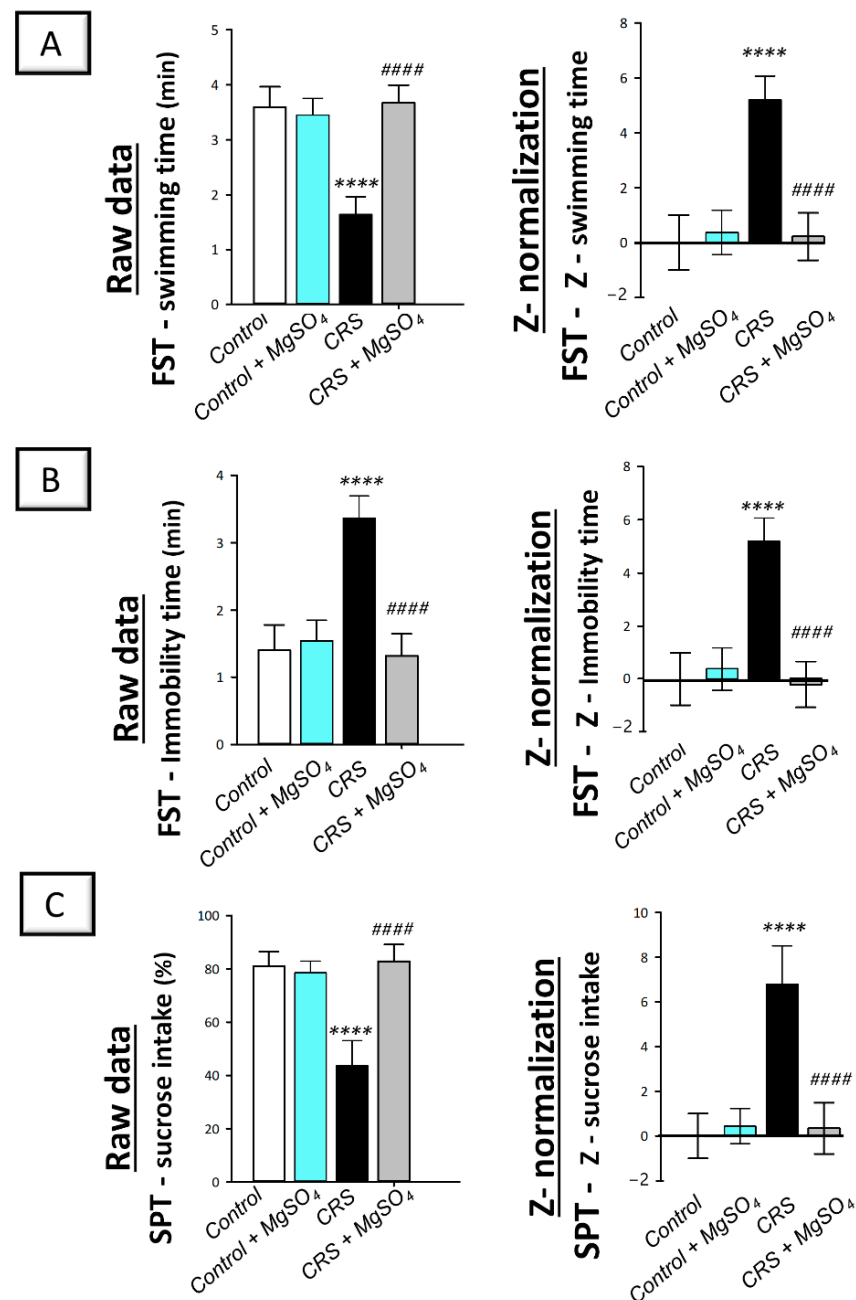 A
Raw data
FST - swimming time (min)
5
4
3
2
1
0
####
****
Control
Control + MgSO₄
CRS
CRS + MgSO₄
Z- normalization
FST - Z - swimming time
8
6
4
2
0
−2
****
####
Control
Control + MgSO₄
CRS
CRS + MgSO₄
B
Raw data
FST - Immobility time (min)
4
3
2
1
0
****
####
Control
Control + MgSO₄
CRS
CRS + MgSO₄
Z- normalization
FST - Z - Immobility time
8
6
4
2
0
−2
****
####
Control
Control + MgSO₄
CRS
CRS + MgSO₄
C
Raw data
SPT - sucrose intake (%)
100
80
60
40
20
0
####
****
Control
Control + MgSO₄
CRS
CRS + MgSO₄
Z- normalization
SPT - Z - sucrose intake
10
8
6
4
2
0
−2
****
####
Control
Control + MgSO₄
CRS
CRS + MgSO₄